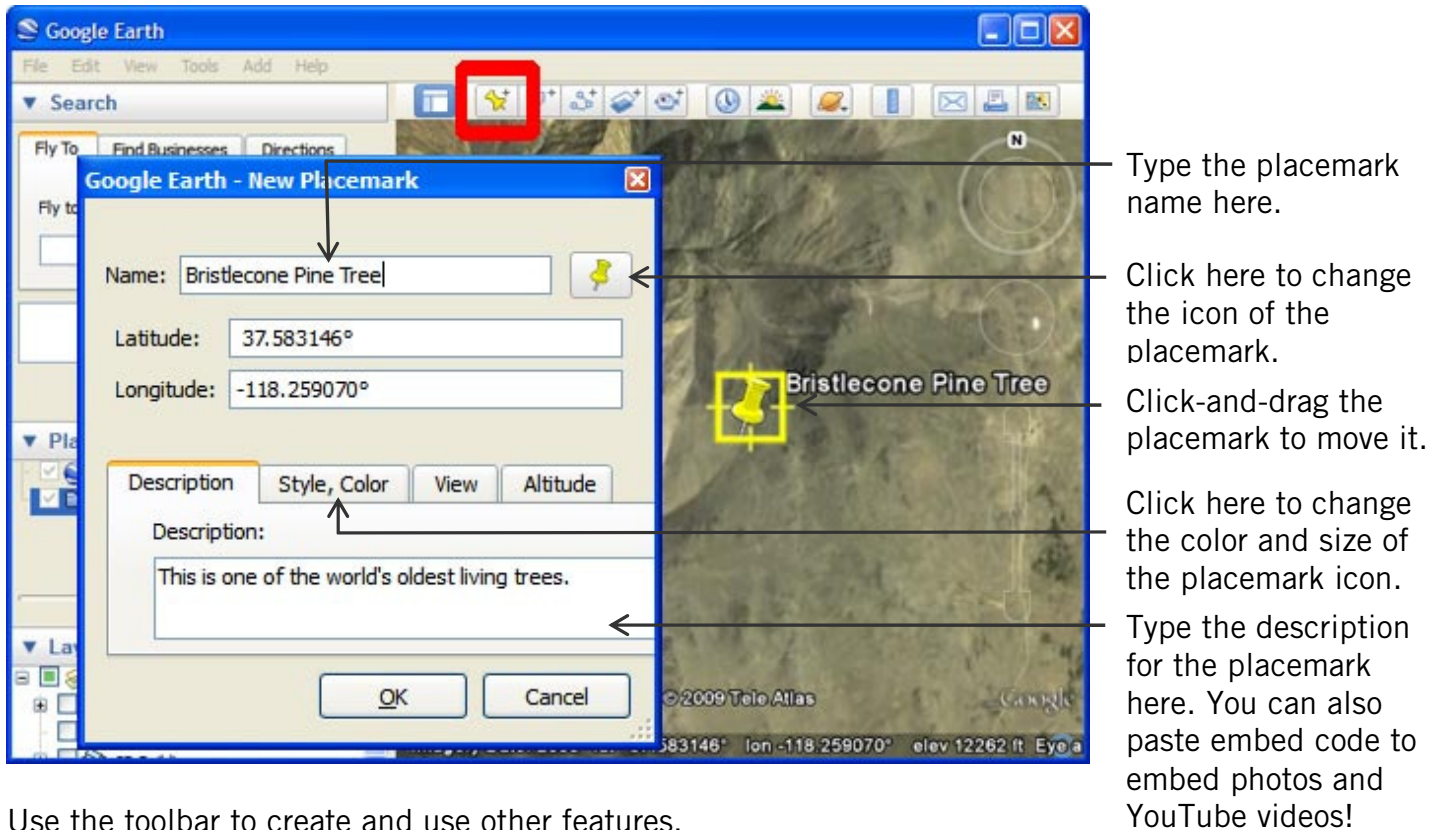 Google Earth
File Edit View Tools Add Help
Search
Fly To Find Businesses Directions
Fly to
N
Google Earth - New Placemark
Name: Bristlecone Pine Tree
Latitude: 37.583146°
Longitude: -118.259070°
Description Style, Color View Altitude
Description:
This is one of the world's oldest living trees.
OK Cancel
Bristlecone Pine Tree
©2009 Tele Atlas
Google
583146° lon -118.259070° elev 12262 ft Eye a
Type the placemark
name here.
Click here to change
the icon of the
placemark.
Click-and-drag the
placemark to move it.
Click here to change
the color and size of
the placemark icon.
Type the description
for the placemark
here. You can also
paste embed code to
embed photos and
YouTube videos!
Use the toolbar to create and use other features.